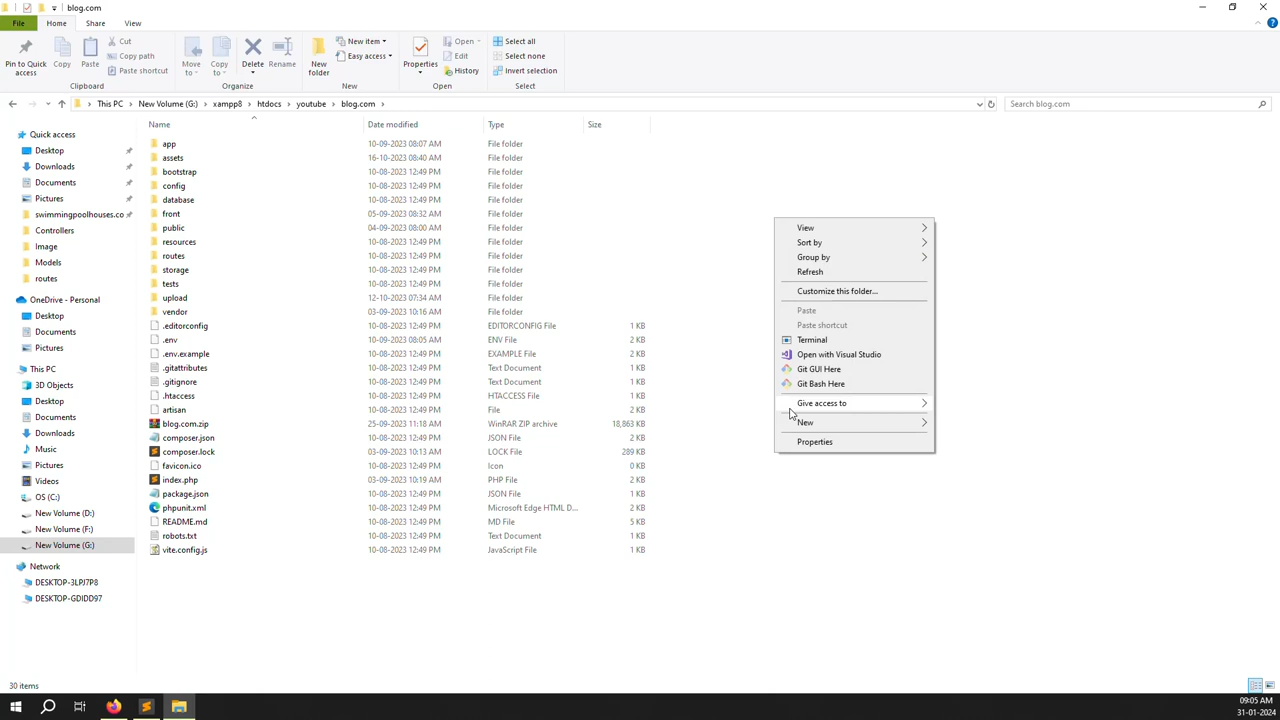 blog.com
File Home Share View
Pin to Quick access
Copy
Paste
Cut
Copy path
Paste shortcut
Clipboard
Move to
Copy to
Delete
Rename
Organize
New folder
New item
Easy access
New
Properties
Open
Edit
History
Open
Select all
Select none
Invert selection
Select
This PC New Volume (G:) xampp8 htdocs youtube blog.com
Search blog.com
Quick access
Desktop
Downloads
Documents
Pictures
swimmingpoolhouses.co
Controllers
Image
Models
routes
OneDrive - Personal
Desktop
Documents
Pictures
This PC
3D Objects
Desktop
Documents
Downloads
Music
Pictures
Videos
OS (C:)
New Volume (D:)
New Volume (F:)
New Volume (G:)
Network
DESKTOP-3LPJ7P8
DESKTOP-GDIDD97
Name Date modified Type Size
app 10-09-2023 08:07 AM File folder
assets 16-10-2023 08:40 AM File folder
bootstrap 10-08-2023 12:49 PM File folder
config 10-08-2023 12:49 PM File folder
database 10-08-2023 12:49 PM File folder
front 05-09-2023 08:32 AM File folder
public 04-09-2023 08:00 AM File folder
resources 10-08-2023 12:49 PM File folder
routes 10-08-2023 12:49 PM File folder
storage 10-08-2023 12:49 PM File folder
tests 10-08-2023 12:49 PM File folder
upload 12-10-2023 07:34 AM File folder
vendor 03-09-2023 10:16 AM File folder
.editorconfig 10-08-2023 12:49 PM EDITORCONFIG File 1 KB
.env 10-09-2023 08:05 AM ENV File 1 KB
.env.example 10-08-2023 12:49 PM EXAMPLE File 2 KB
.gitattributes 10-08-2023 12:49 PM Text Document 1 KB
.gitignore 10-08-2023 12:49 PM Text Document 1 KB
.htaccess 10-08-2023 12:49 PM HTACCESS File 1 KB
artisan 10-08-2023 12:49 PM File 2 KB
blog.com.zip 25-09-2023 11:18 AM WinRAR ZIP archive 18,863 KB
composer.json 10-08-2023 12:49 PM JSON File 2 KB
composer.lock 03-09-2023 10:13 AM LOCK File 289 KB
favicon.ico 10-08-2023 12:49 PM Icon 0 KB
index.php 03-09-2023 10:19 AM PHP File 2 KB
package.json 10-08-2023 12:49 PM JSON File 1 KB
phpunit.xml 10-08-2023 12:49 PM Microsoft Edge HTML D... 2 KB
README.md 10-08-2023 12:49 PM MD File 5 KB
robots.txt 10-08-2023 12:49 PM Text Document 1 KB
vite.config.js 10-08-2023 12:49 PM JavaScript File 1 KB
View
Sort by
Group by
Refresh
Customize this folder...
Paste
Paste shortcut
Terminal
Open with Visual Studio
Git GUI Here
Git Bash Here
Give access to
New
Properties
30 items
09:05 AM
31-01-2024